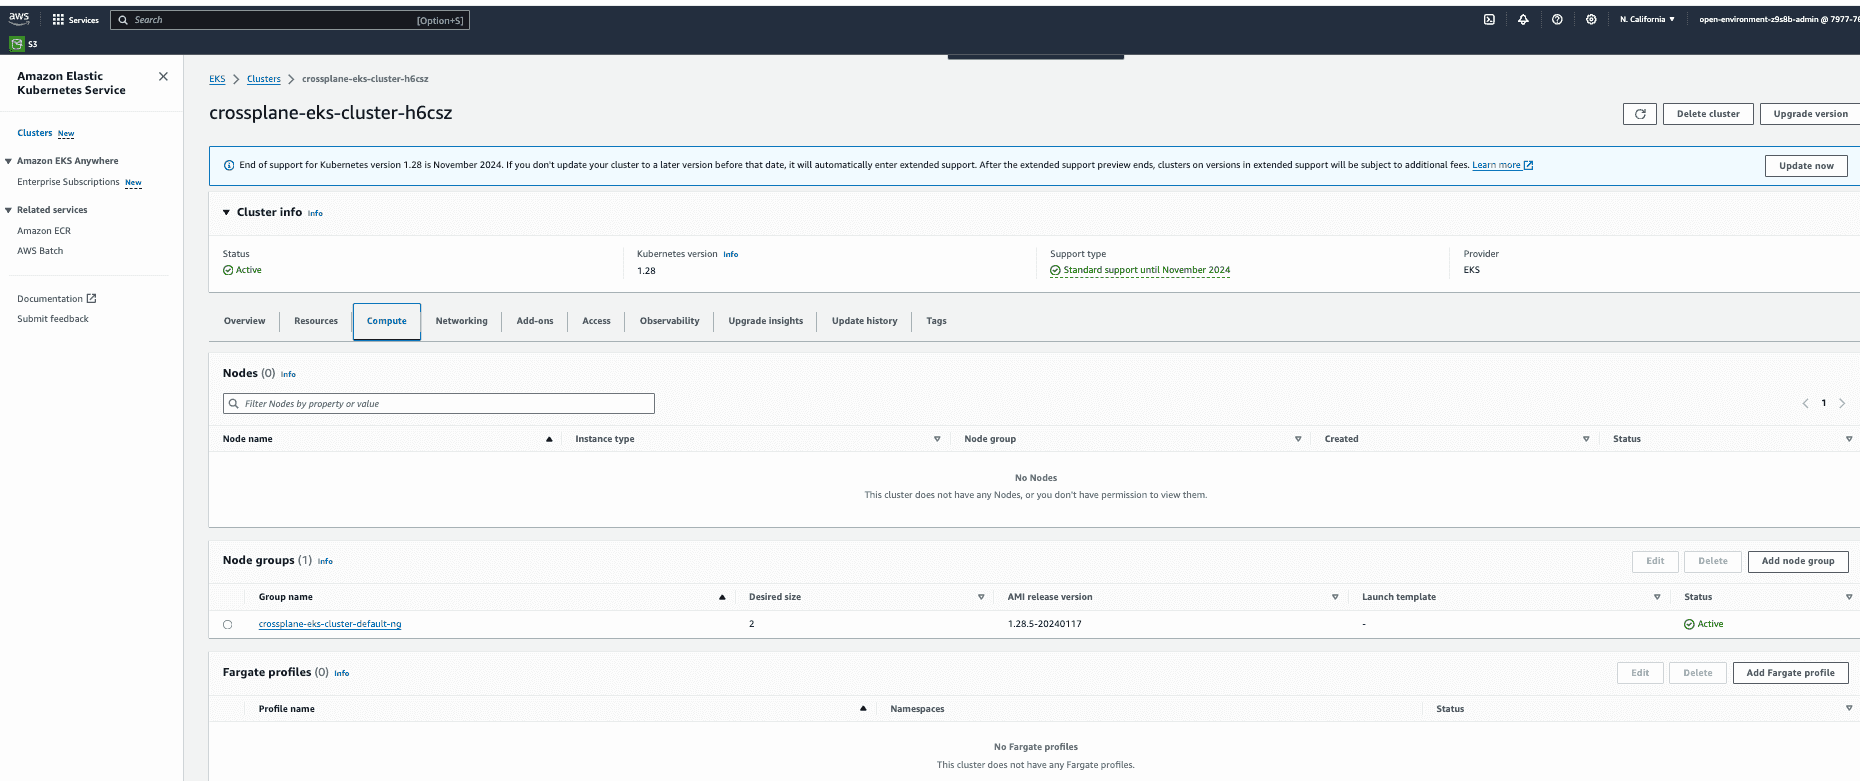 aws
Services
Search
[Option+S]
N. California ▼
open-environment-z9s8b-admin @ 7977-76
S3
Amazon Elastic
Kubernetes Service
Clusters New
Amazon EKS Anywhere
Enterprise Subscriptions New
Related services
Amazon ECR
AWS Batch
Documentation
Submit feedback
EKS > Clusters > crossplane-eks-cluster-h6csz
crossplane-eks-cluster-h6csz
Delete cluster
Upgrade version
End of support for Kubernetes version 1.28 is November 2024. If you don't update your cluster to a later version before that date, it will automatically enter extended support. After the extended support preview ends, clusters on versions in extended support will be subject to additional fees. Learn more
Update now
Cluster info Info
Status
Active
Kubernetes version Info
1.28
Support type
Standard support until November 2024
Provider
EKS
Overview
Resources
Compute
Networking
Add-ons
Access
Observability
Upgrade insights
Update history
Tags
Nodes (0) Info
Filter Nodes by property or value
1
Node name
Instance type
Node group
Created
Status
No Nodes
This cluster does not have any Nodes, or you don't have permission to view them.
Node groups (1) Info
Edit
Delete
Add node group
Group name
Desired size
AMI release version
Launch template
Status
crossplane-eks-cluster-default-ng
2
1.28.5-20240117
-
Active
Fargate profiles (0) Info
Edit
Delete
Add Fargate profile
Profile name
Namespaces
Status
No Fargate profiles
This cluster does not have any Fargate profiles.